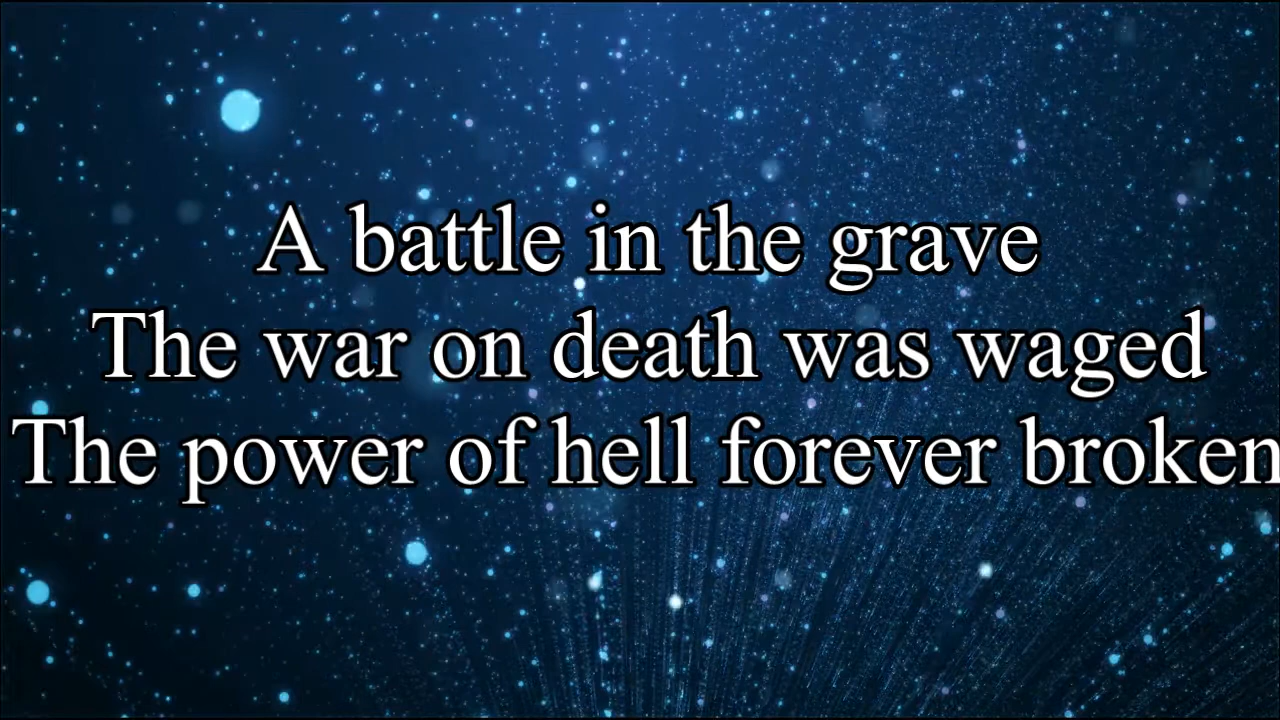 A battle in the grave
The war on death was waged
The power of hell forever broken